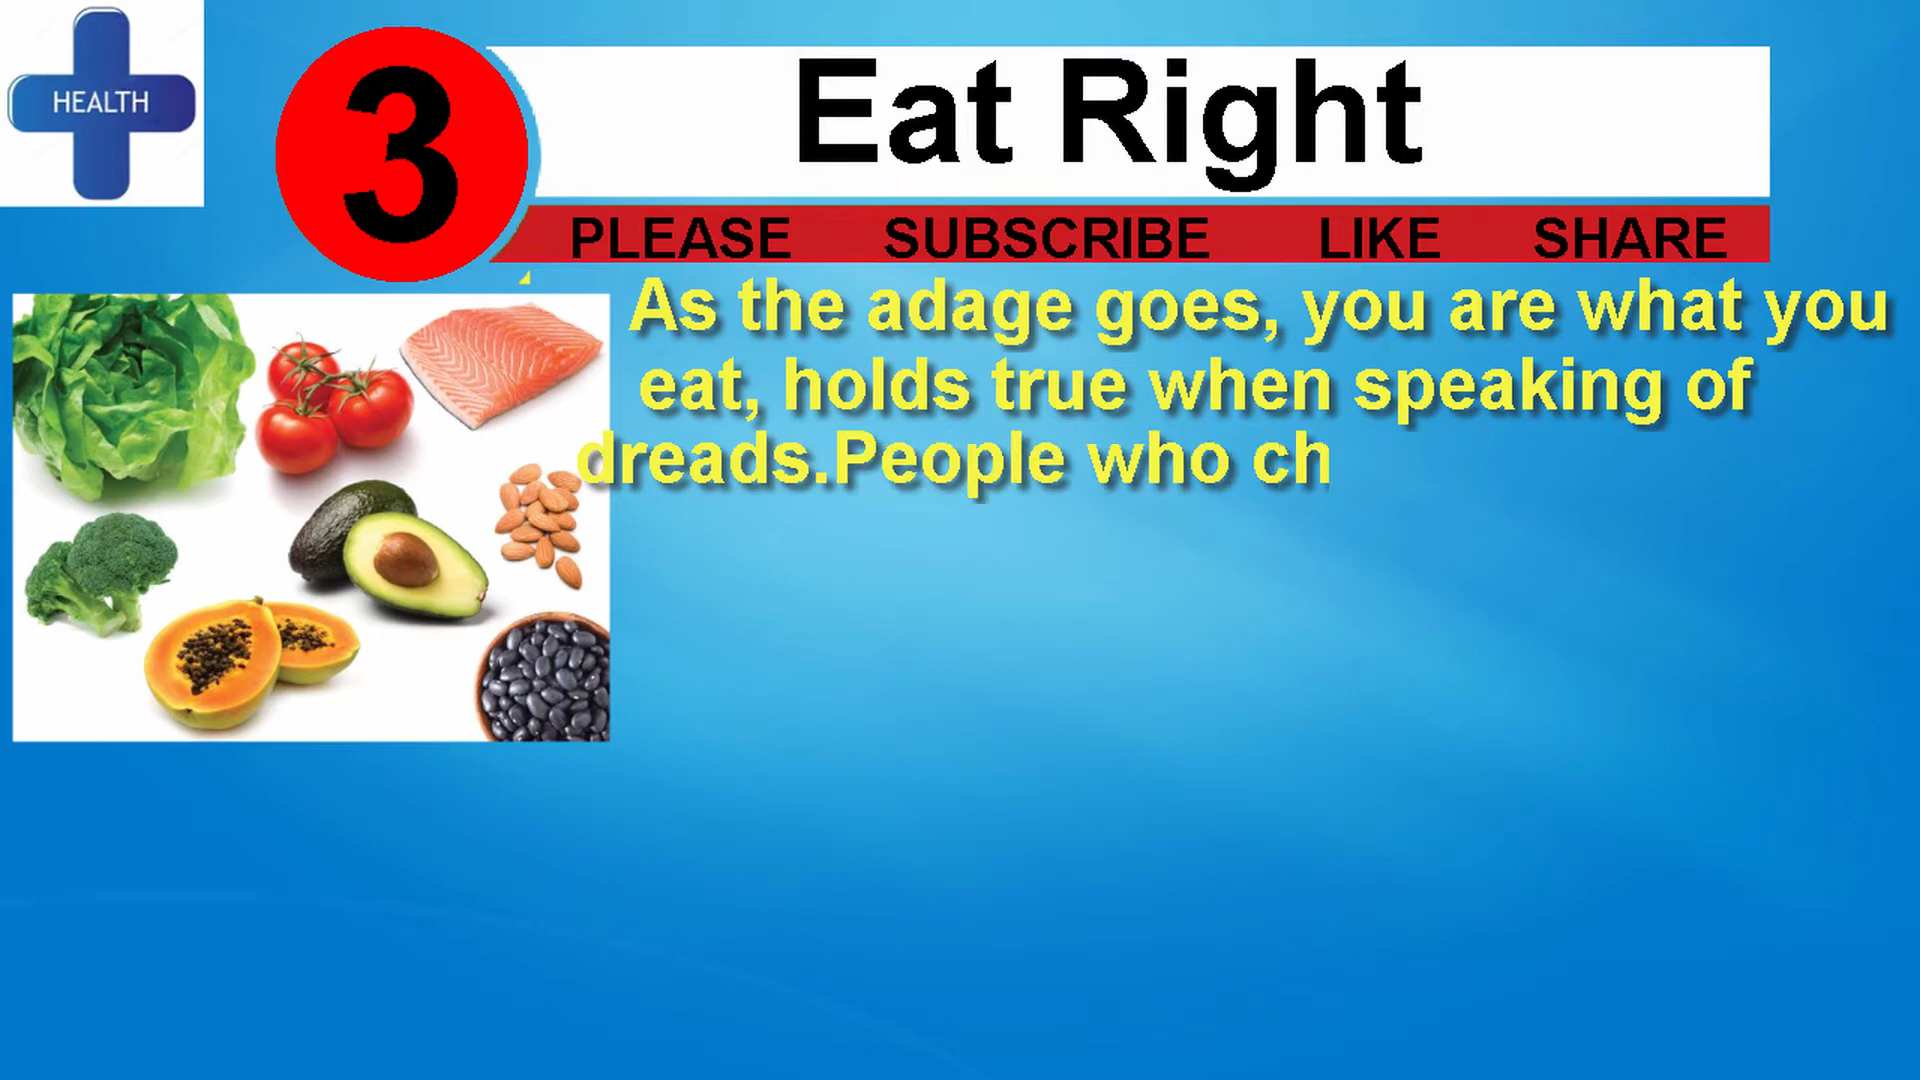 HEALTH
3
Eat Right
PLEASE SUBSCRIBE LIKE SHARE
As the adage goes, you are what you
eat, holds true when speaking of
dreads.People who ch